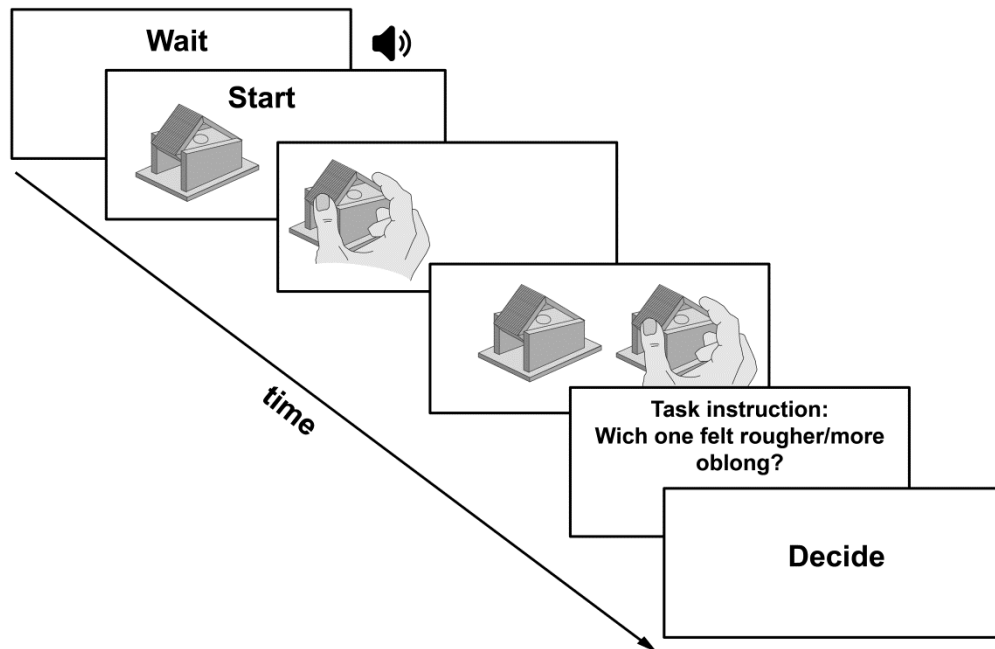 Wait
Start
time
Task instruction:
Wich one felt rougher/more
oblong?
Decide